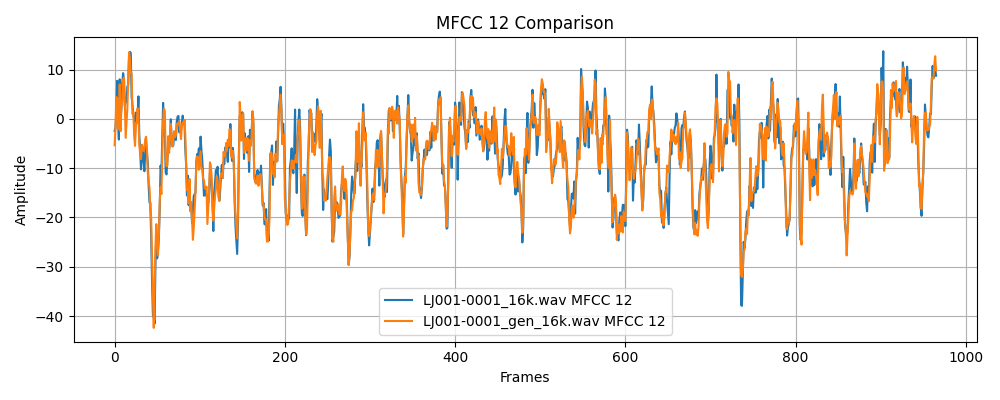 MFCC 12 Comparison
Amplitude
10
0
−10
−20
−30
−40
LJ001-0001_16k.wav MFCC 12
LJ001-0001_gen_16k.wav MFCC 12
0 200 400 600 800 1000
Frames